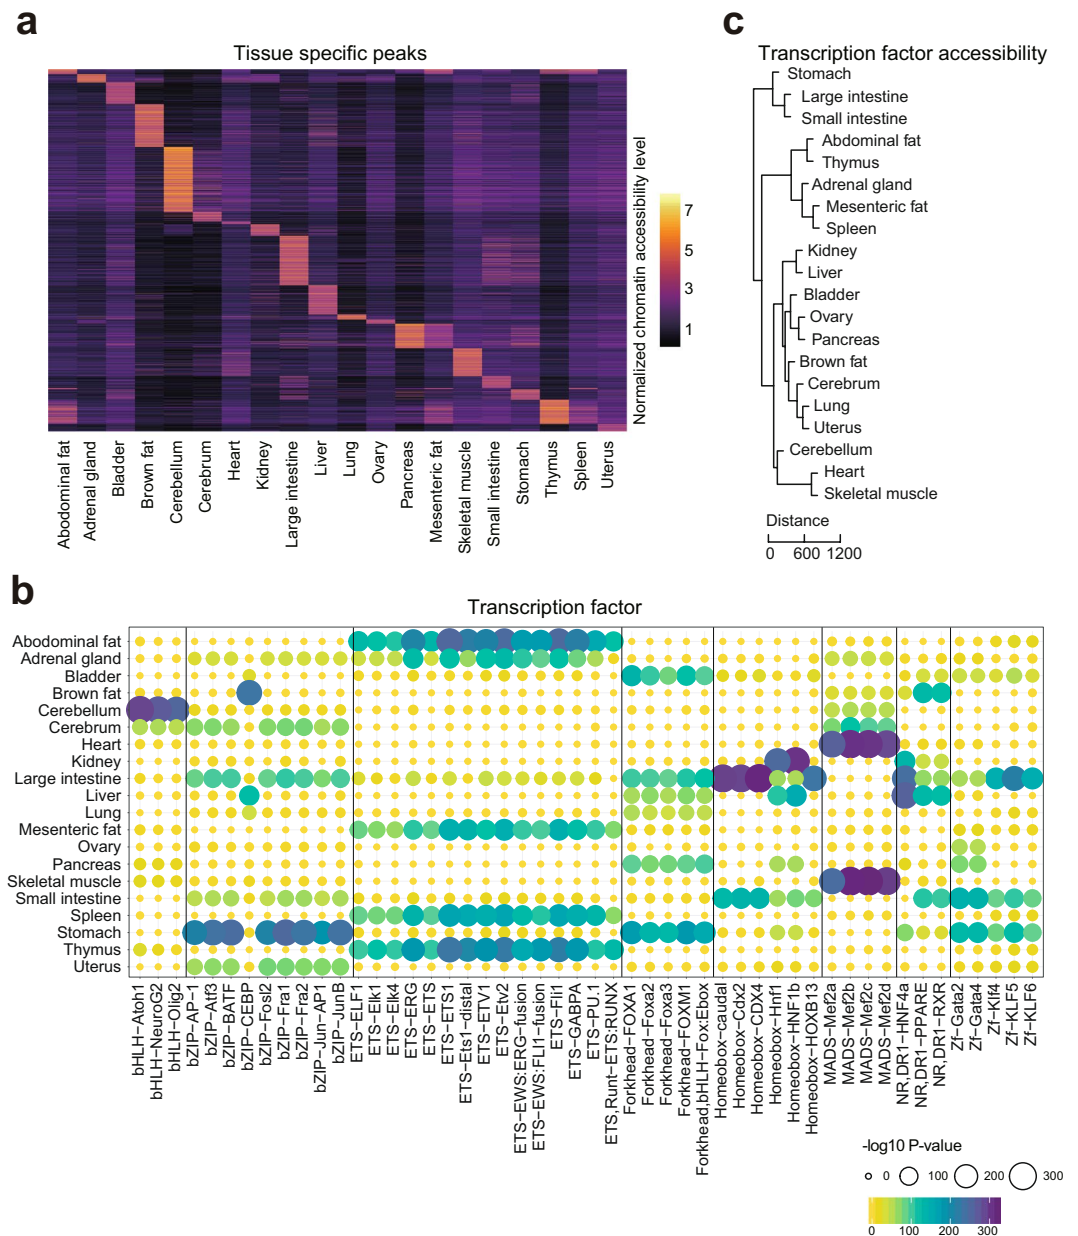 a
Tissue specific peaks
Normalized chromatin accessibility level
7
5
3
1
Abodominal fat
Adrenal gland
Bladder
Brown fat
Cerebellum
Cerebrum
Heart
Kidney
Large intestine
Liver
Lung
Ovary
Pancreas
Mesenteric fat
Skeletal muscle
Small intestine
Stomach
Thymus
Spleen
Uterus
c
Transcription factor accessibility
Stomach
Large intestine
Small intestine
Abdominal fat
Thymus
Adrenal gland
Mesenteric fat
Spleen
Kidney
Liver
Bladder
Ovary
Pancreas
Brown fat
Cerebrum
Lung
Uterus
Cerebellum
Heart
Skeletal muscle
Distance
0 600 1200
b
Transcription factor
Abodominal fat
Adrenal gland
Bladder
Brown fat
Cerebellum
Cerebrum
Heart
Kidney
Large intestine
Liver
Lung
Mesenteric fat
Ovary
Pancreas
Skeletal muscle
Small intestine
Spleen
Stomach
Thymus
Uterus
bHLH−Atoh1
bHLH−NeuroG2
bHLH−Olig2
bZIP−AP−1
bZIP−Atf3
bZIP−BATF
bZIP−CEBP
bZIP−Fosl2
bZIP−Fra1
bZIP−Fra2
bZIP−Jun−AP1
bZIP−JunB
ETS−ELF1
ETS−Elk1
ETS−Elk4
ETS−ERG
ETS−ETS
ETS−ETS1
ETS−Ets1−distal
ETS−ETV1
ETS−Etv2
ETS−EWS:ERG−fusion
ETS−EWS:FLI1−fusion
ETS−Fli1
ETS−GABPA
ETS−PU.1
ETS,Runt−ETS:RUNX
Forkhead−FOXA1
Forkhead−Foxa2
Forkhead−Foxa3
Forkhead−FOXM1
Forkhead,bHLH−Fox:Ebox
Homeobox−caudal
Homeobox−Cdx2
Homeobox−CDX4
Homeobox−Hnf1
Homeobox−HNF1b
Homeobox−HOXB13
MADS−Mef2a
MADS−Mef2b
MADS−Mef2c
MADS−Mef2d
NR,DR1−HNF4a
NR,DR1−PPARE
NR,DR1−RXR
Zf−Gata2
Zf−Gata4
Zf−Klf4
Zf−KLF5
Zf−KLF6
-log10 P-value
0 100 200 300
0 100 200 300